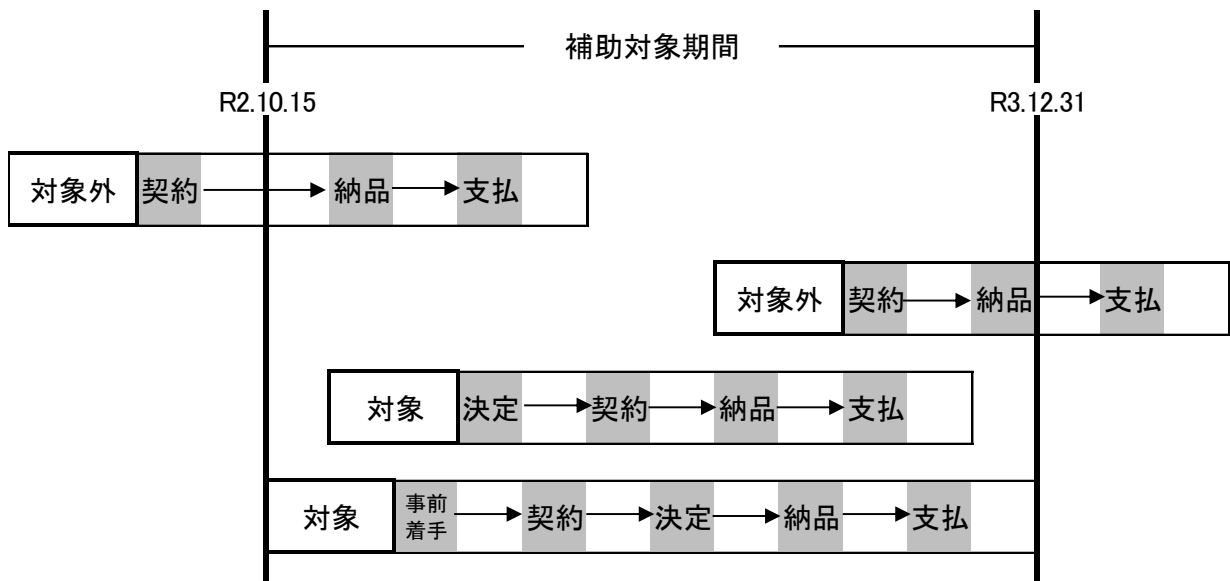 補助対象期間
R2.10.15
R3.12.31
対象外 契約 納品 支払
対象外 契約 納品 支払
対象 決定 契約 納品 支払
対象 事前着手 契約 決定 納品 支払